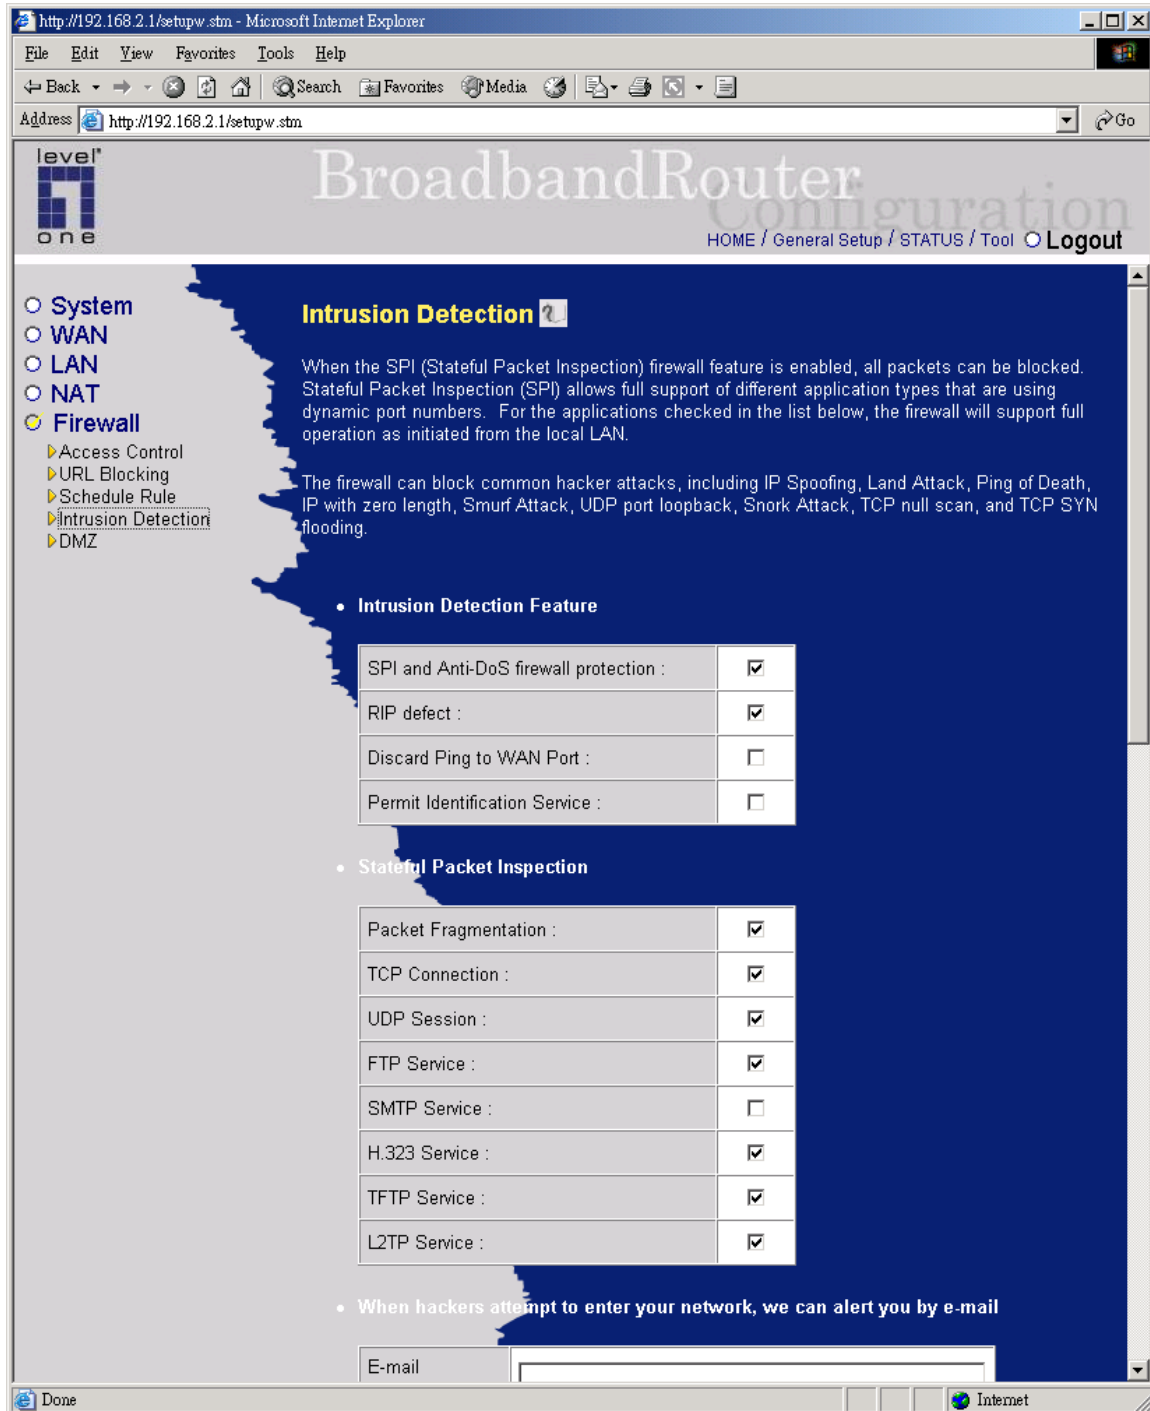 http://192.168.2.1/setupw.stm - Microsoft Internet Explorer
File Edit View Favorites Tools Help
Back Search Favorites Media
Address http://192.168.2.1/setupw.stm Go
level*
one
BroadbandRouter
Configuration
HOME / General Setup / STATUS / Tool Logout
System
WAN
LAN
NAT
Firewall
Access Control
URL Blocking
Schedule Rule
Intrusion Detection
DMZ
Intrusion Detection
When the SPI (Stateful Packet Inspection) firewall feature is enabled, all packets can be blocked.
Stateful Packet Inspection (SPI) allows full support of different application types that are using
dynamic port numbers. For the applications checked in the list below, the firewall will support full
operation as initiated from the local LAN.
The firewall can block common hacker attacks, including IP Spoofing, Land Attack, Ping of Death,
IP with zero length, Smurf Attack, UDP port loopback, Snork Attack, TCP null scan, and TCP SYN
flooding.
• Intrusion Detection Feature
SPI and Anti-DoS firewall protection :
RIP defect :
Discard Ping to WAN Port :
Permit Identification Service :
• Stateful Packet Inspection
Packet Fragmentation :
TCP Connection :
UDP Session :
FTP Service :
SMTP Service :
H.323 Service :
TFTP Service :
L2TP Service :
• When hackers attempt to enter your network, we can alert you by e-mail
E-mail
Done Internet